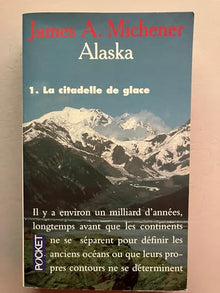 James A. Michener
Alaska
1. La citadelle de glace
Il y a environ un milliard d'années,
longtemps avant que les continents
ne se séparent pour définir les
anciens océans ou que leurs pro-
pres contours ne se déterminent
POCKET